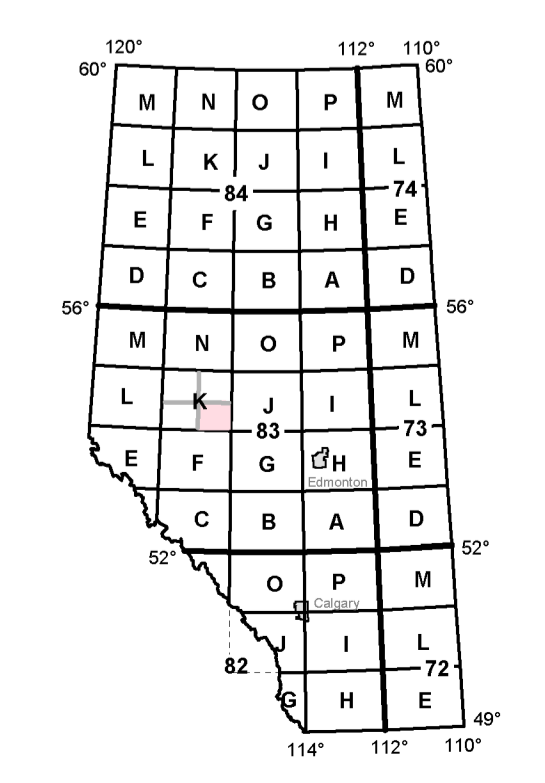 120° 112° 110°
60° 60°
M N O P M
L K J I L
84 74
E F G H E
D C B A D
56° 56°
M N O P M
L K J I L
83 73
E F G H E
Edmonton
C B A D
52° 52°
O P M
Calgary
J I L
82 72
G H E
49°
114° 112° 110°